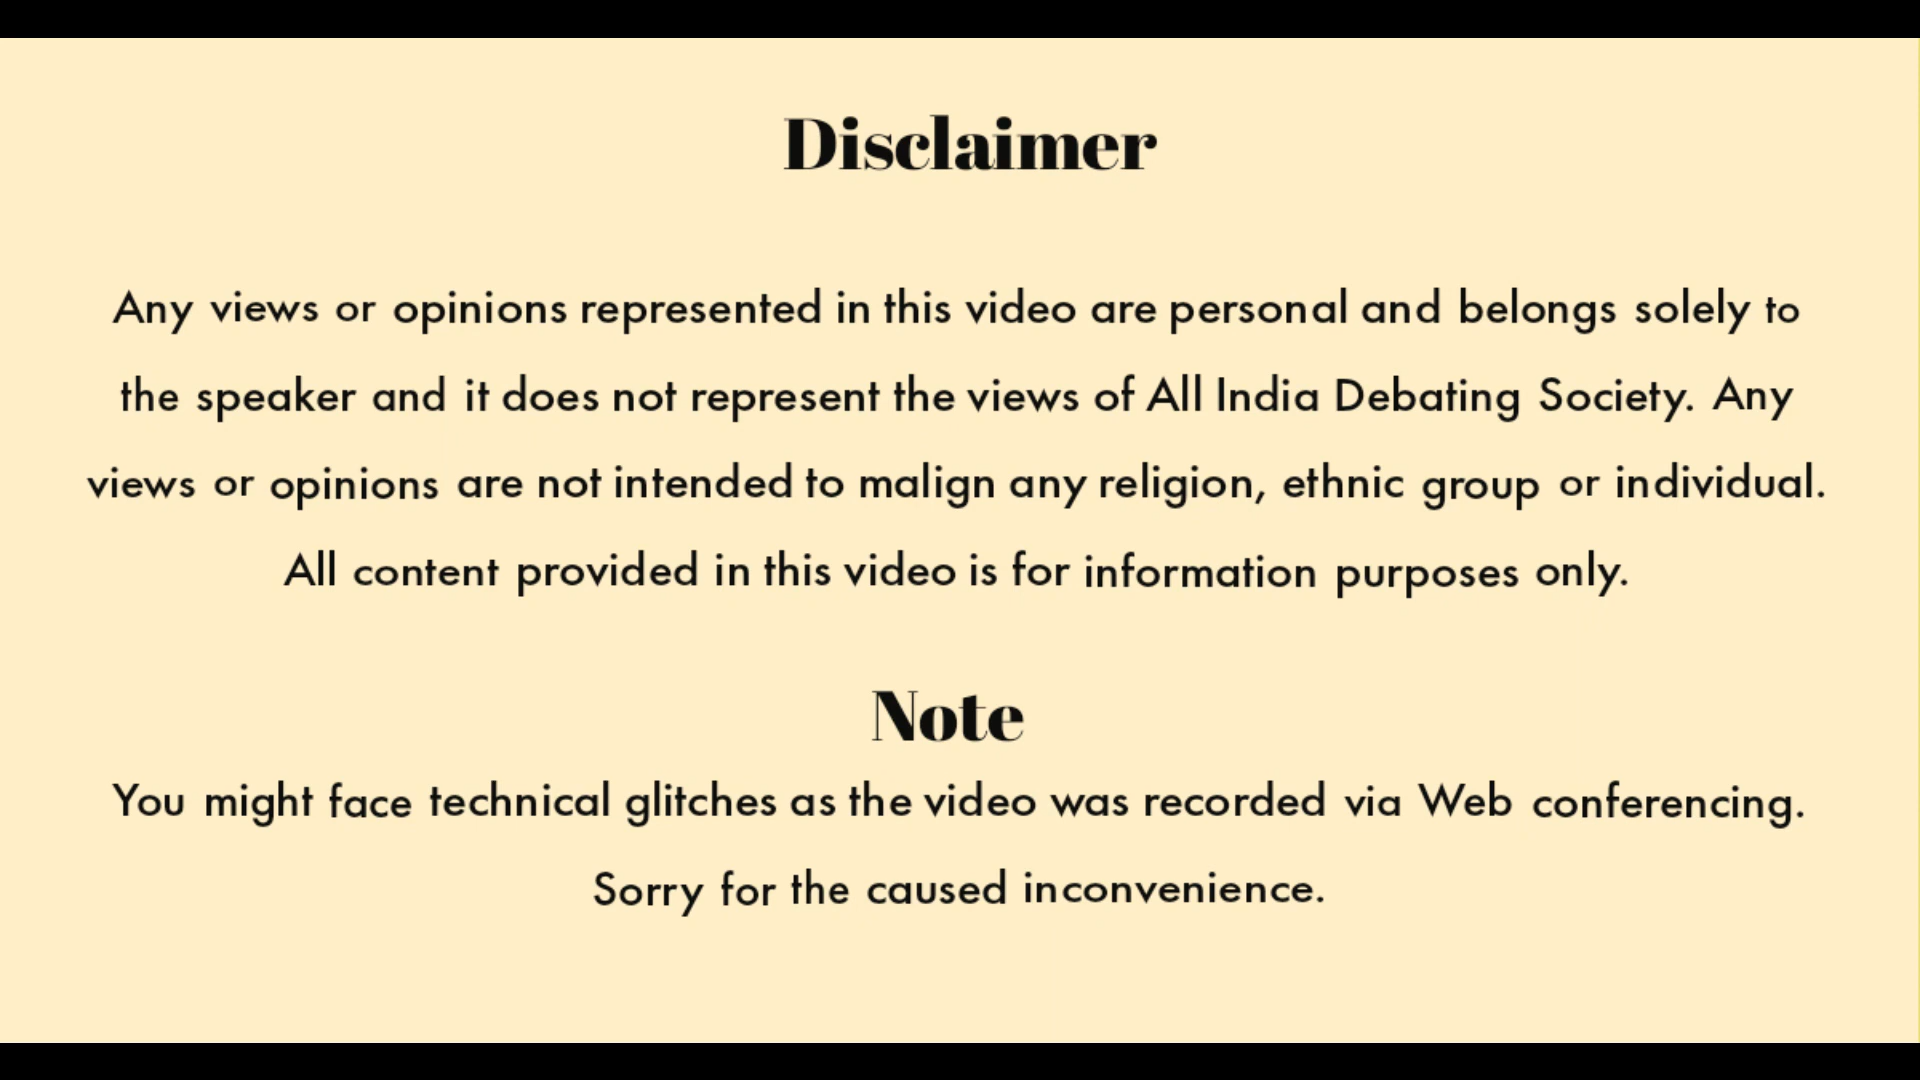 Disclaimer
Any views or opinions represented in this video are personal and belongs solely to
the speaker and it does not represent the views of All India Debating Society. Any
views or opinions are not intended to malign any religion, ethnic group or individual.
All content provided in this video is for information purposes only.
Note
You might face technical glitches as the video was recorded via Web conferencing.
Sorry for the caused inconvenience.